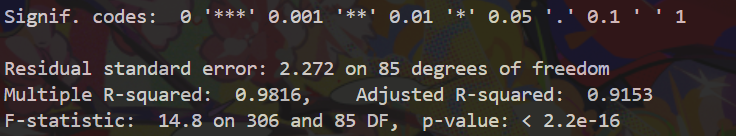 Signif. codes:  0 '***' 0.001 '**' 0.01 '*' 0.05 '.' 0.1 ' ' 1
Residual standard error: 2.272 on 85 degrees of freedom
Multiple R-squared:  0.9816,    Adjusted R-squared:  0.9153
F-statistic:  14.8 on 306 and 85 DF,  p-value: < 2.2e-16